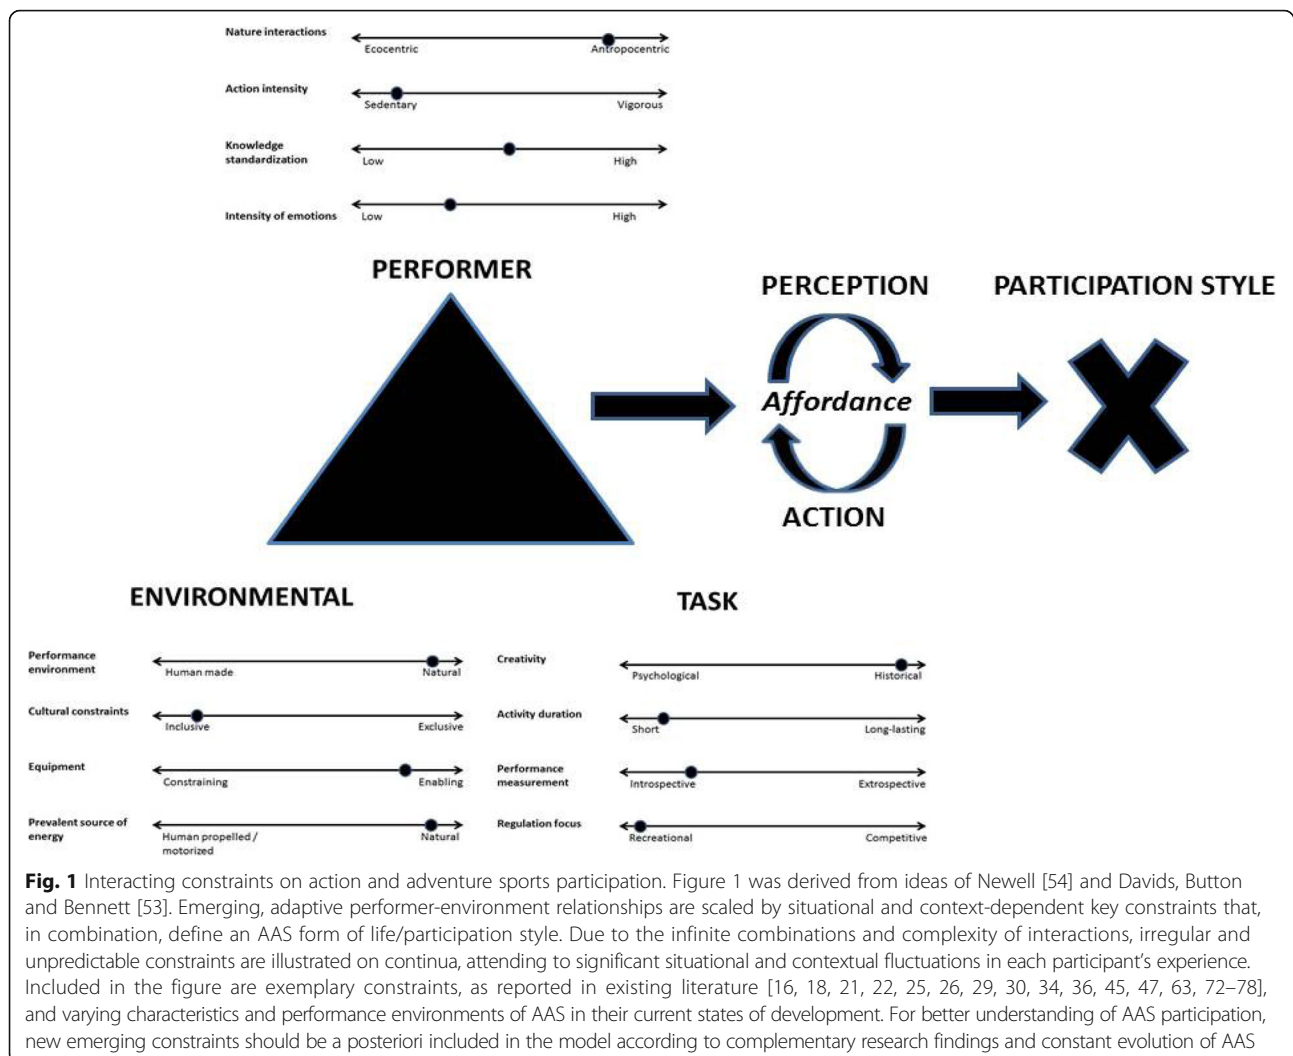 Nature interactions
Ecocentric
Antropocentric
Action intensity
Sedentary
Vigorous
Knowledge
standardization
Low
High
Intensity of emotions
Low
High
PERFORMER
PERCEPTION
PARTICIPATION STYLE
Affordance
ACTION
ENVIRONMENTAL
TASK
Performance
environment
Human made
Natural
Cultural constraints
Inclusive
Exclusive
Equipment
Constraining
Enabling
Prevalent source of
energy
Human propelled /
motorized
Natural
Creativity
Psychological
Historical
Activity duration
Short
Long-lasting
Performance
measurement
Introspective
Extrospective
Regulation focus
Recreational
Competitive
Fig. 1 Interacting constraints on action and adventure sports participation. Figure 1 was derived from ideas of Newell [54] and Davids, Button
and Bennett [53]. Emerging, adaptive performer-environment relationships are scaled by situational and context-dependent key constraints that,
in combination, define an AAS form of life/participation style. Due to the infinite combinations and complexity of interactions, irregular and
unpredictable constraints are illustrated on continua, attending to significant situational and contextual fluctuations in each participant's experience.
Included in the figure are exemplary constraints, as reported in existing literature [16, 18, 21, 22, 25, 26, 29, 30, 34, 36, 45, 47, 63, 72–78],
and varying characteristics and performance environments of AAS in their current states of development. For better understanding of AAS participation,
new emerging constraints should be a posteriori included in the model according to complementary research findings and constant evolution of AAS